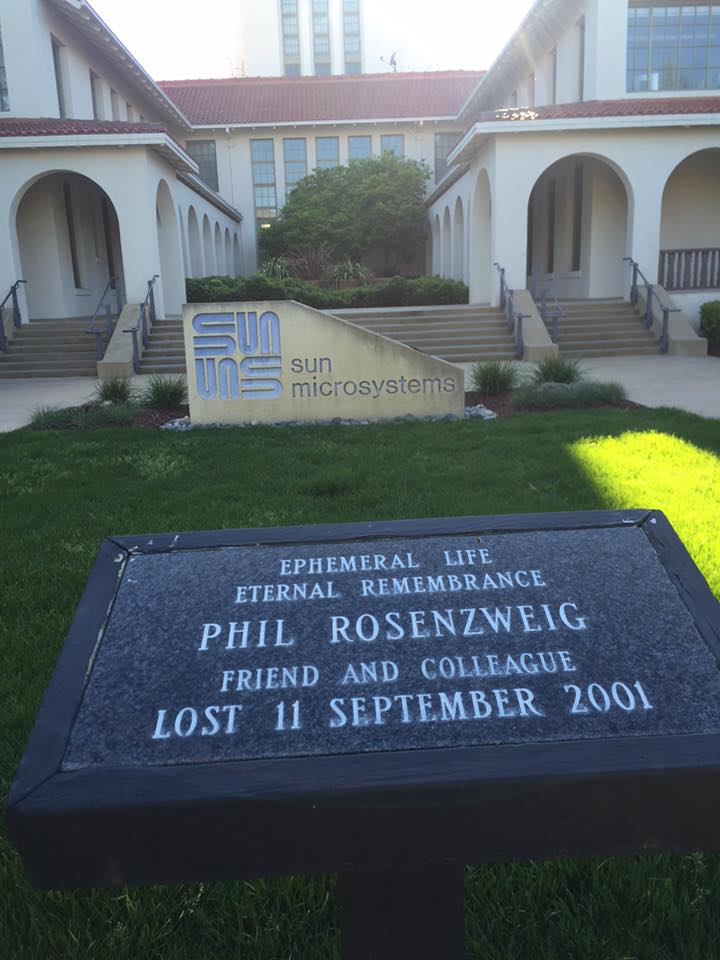 sun
microsystems
EPHEMERAL LIFE
ETERNAL REMEMBRANCE
PHIL ROSENZWEIG
FRIEND AND COLLEAGUE
LOST 11 SEPTEMBER 2001